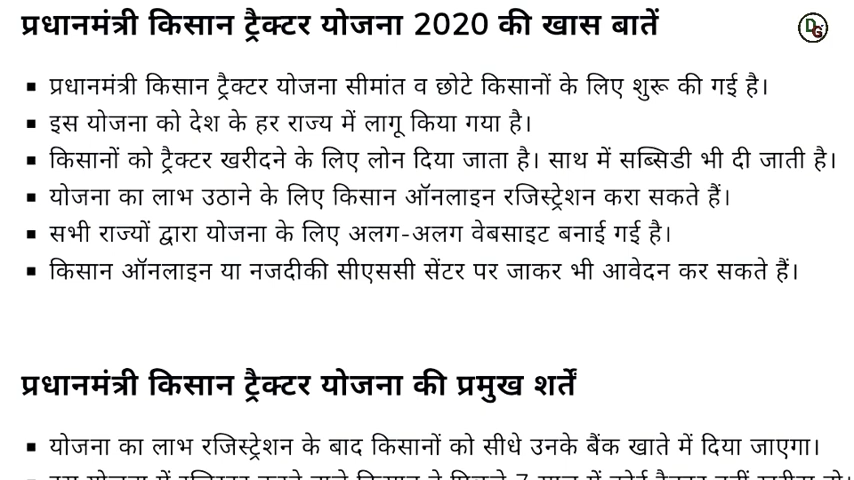 प्रधानमंत्री किसान ट्रैक्टर योजना 2020 की खास बातें
DG
▪ प्रधानमंत्री किसान ट्रैक्टर योजना सीमांत व छोटे किसानों के लिए शुरू की गई है।
▪ इस योजना को देश के हर राज्य में लागू किया गया है।
▪ किसानों को ट्रैक्टर खरीदने के लिए लोन दिया जाता है। साथ में सब्सिडी भी दी जाती है।
▪ योजना का लाभ उठाने के लिए किसान ऑनलाइन रजिस्ट्रेशन करा सकते हैं।
▪ सभी राज्यों द्वारा योजना के लिए अलग-अलग वेबसाइट बनाई गई है।
▪ किसान ऑनलाइन या नजदीकी सीएससी सेंटर पर जाकर भी आवेदन कर सकते हैं।
प्रधानमंत्री किसान ट्रैक्टर योजना की प्रमुख शर्तें
▪ योजना का लाभ रजिस्ट्रेशन के बाद किसानों को सीधे उनके बैंक खाते में दिया जाएगा।